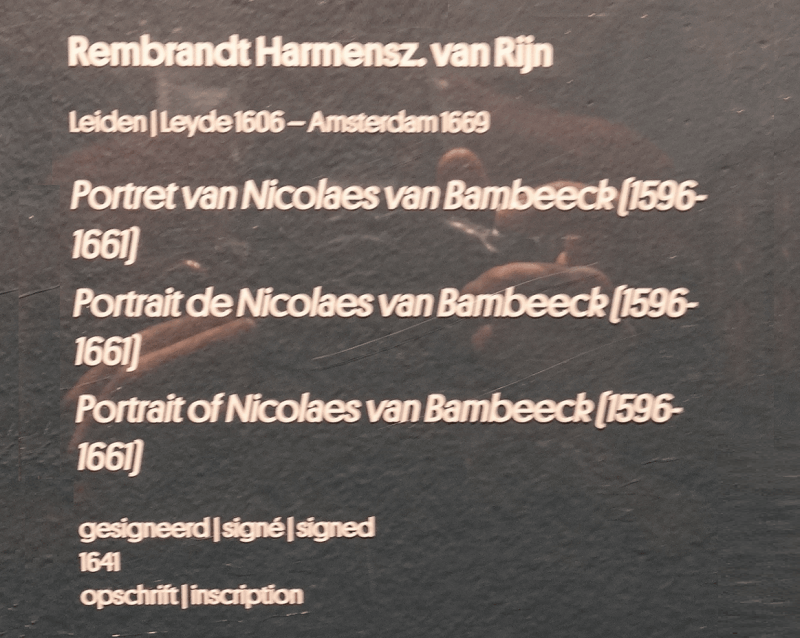 Rembrandt Harmensz. van Rijn
Leiden | Leyde 1606 – Amsterdam 1669
Portret van Nicolaes van Bambeeck (1596-
1661)
Portrait de Nicolaes van Bambeeck (1596-
1661)
Portrait of Nicolaes van Bambeeck (1596-
1661)
gesigneerd | signé | signed
1641
opschrift | inscription